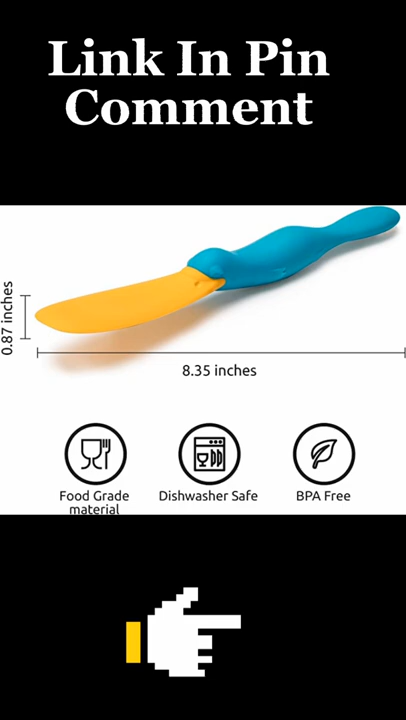 Link In Pin
Comment
0.87 inches
8.35 inches
Food Grade
material
Dishwasher Safe
BPA Free